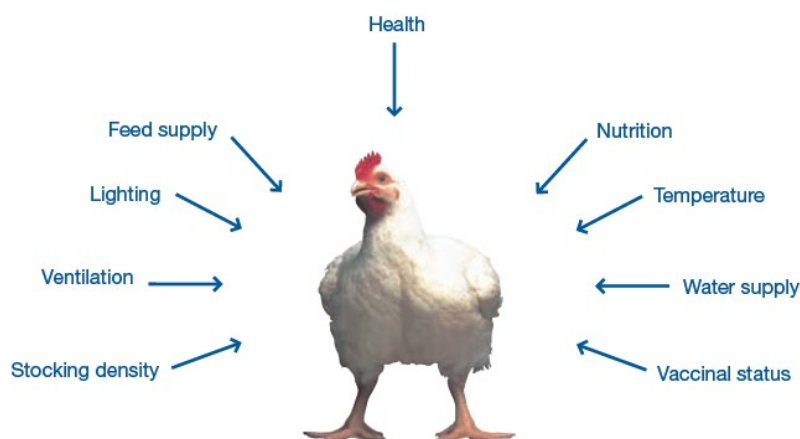 Health
Feed supply
Nutrition
Lighting
Temperature
Ventilation
Water supply
Stocking density
Vaccinal status